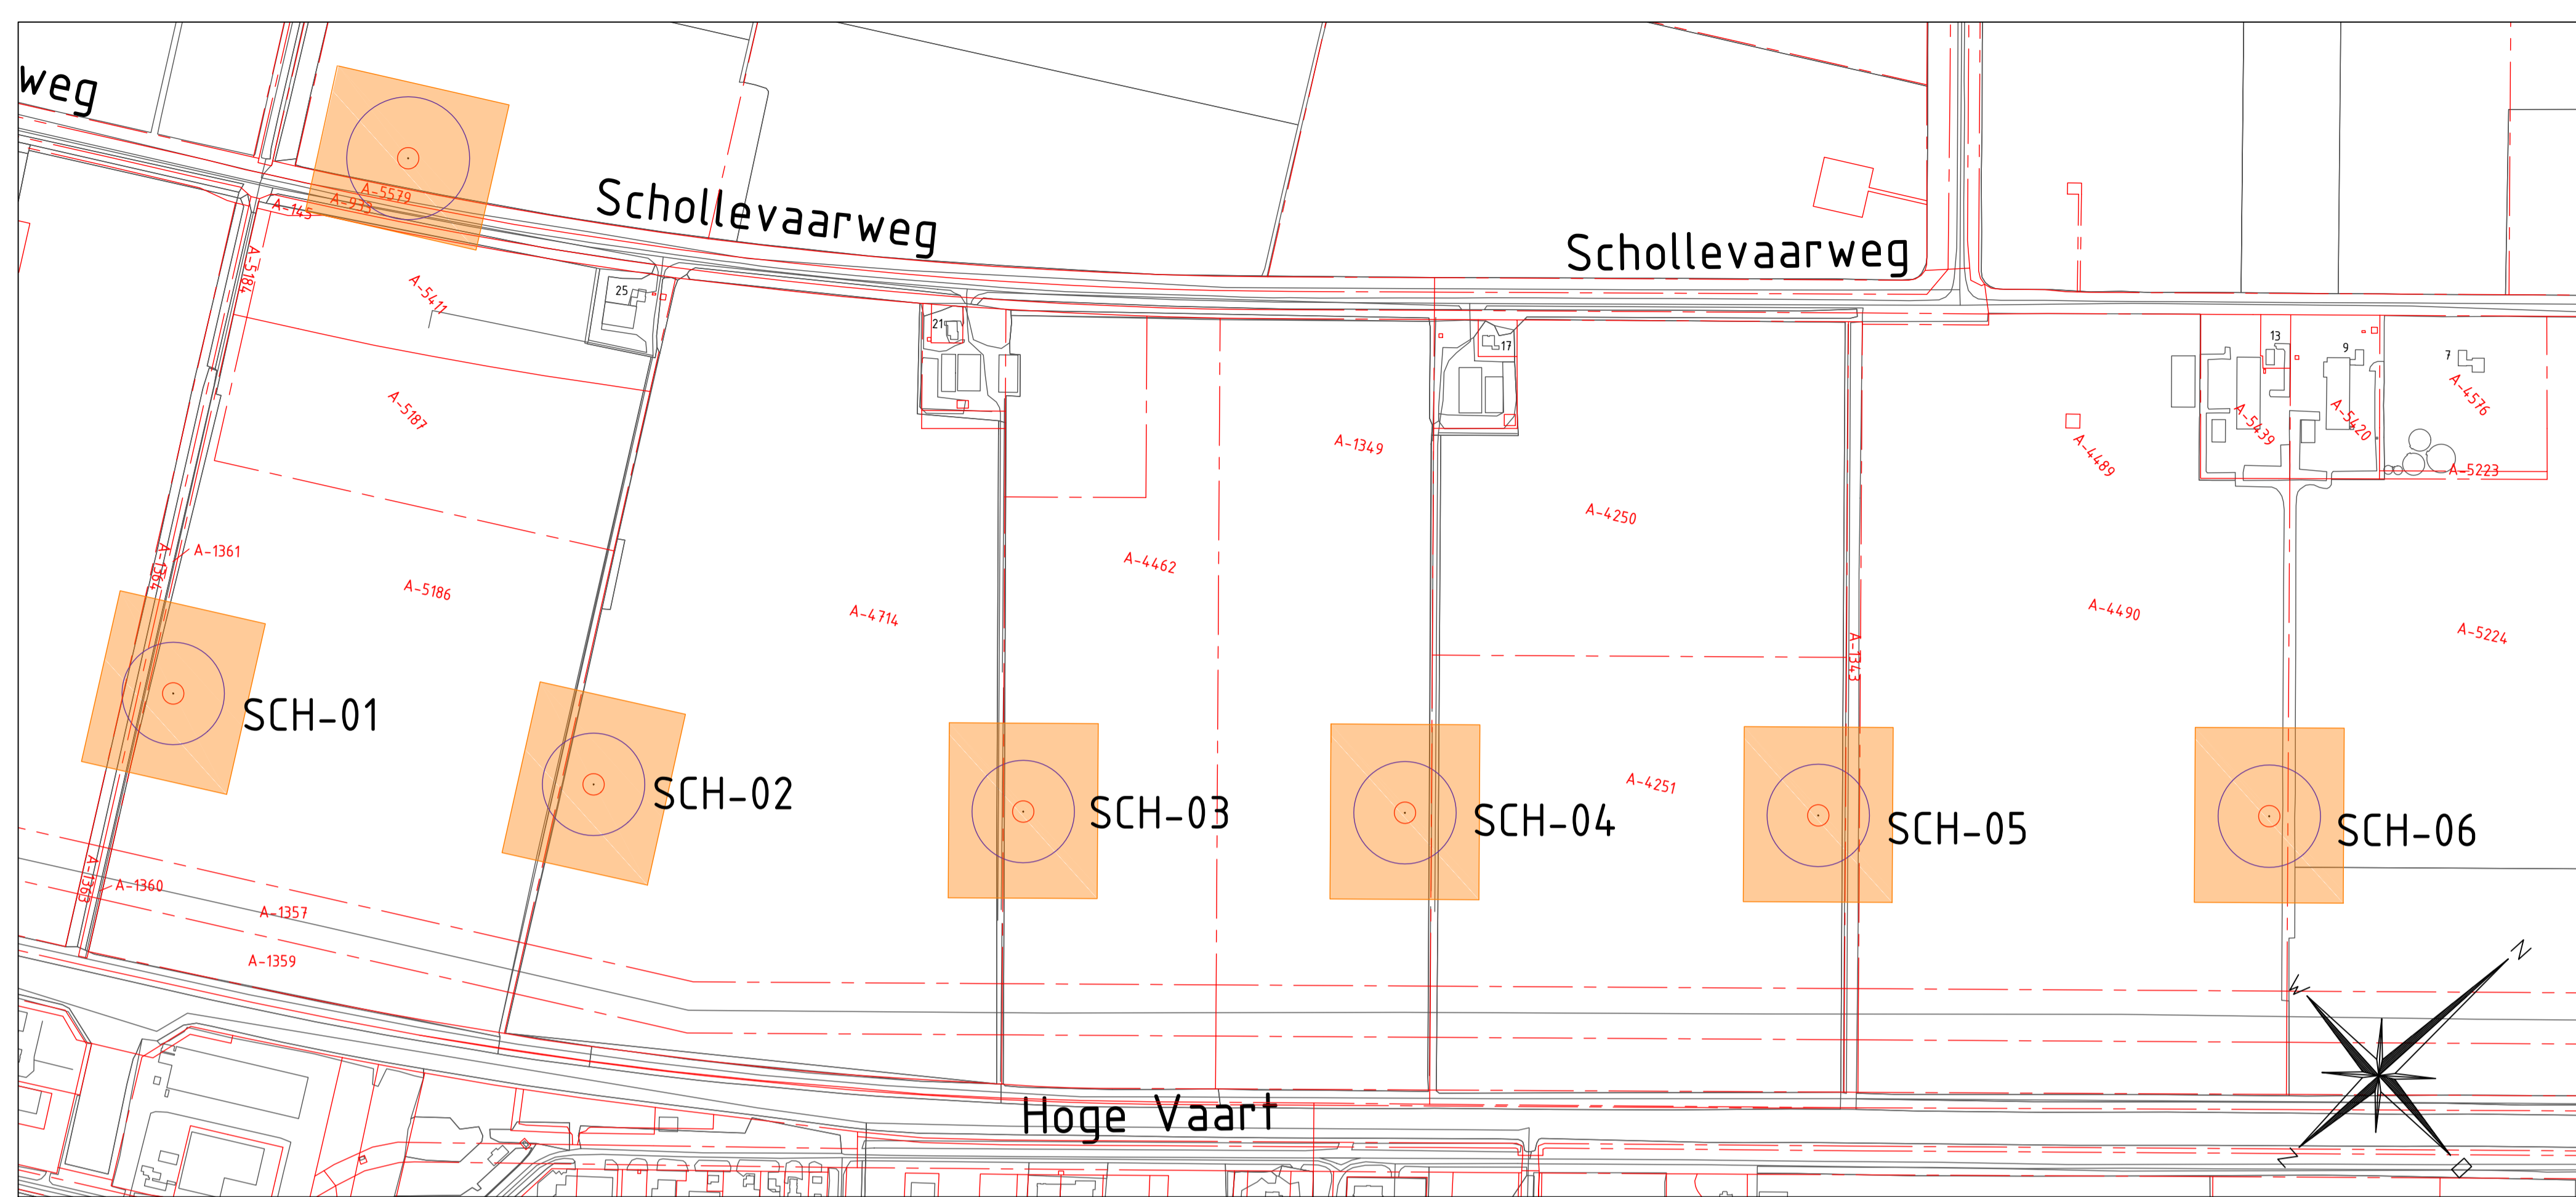 weg
Schollevaarweg
Schollevaarweg
A-5579
A-933
A-145
A-5184
A-5411
25
21
17
13
9
7
A-5187
A-1349
A-4576
A-5439
A-5420
A-4489
A-5223
A-4250
A-1361
A-1364
A-5186
A-4462
A-4714
A-4490
A-5224
A-1343
SCH-01
SCH-02
SCH-03
SCH-04
SCH-05
SCH-06
A-4251
A-1363
A-1360
A-1357
A-1359
Hoge Vaart
N
W
Z
O